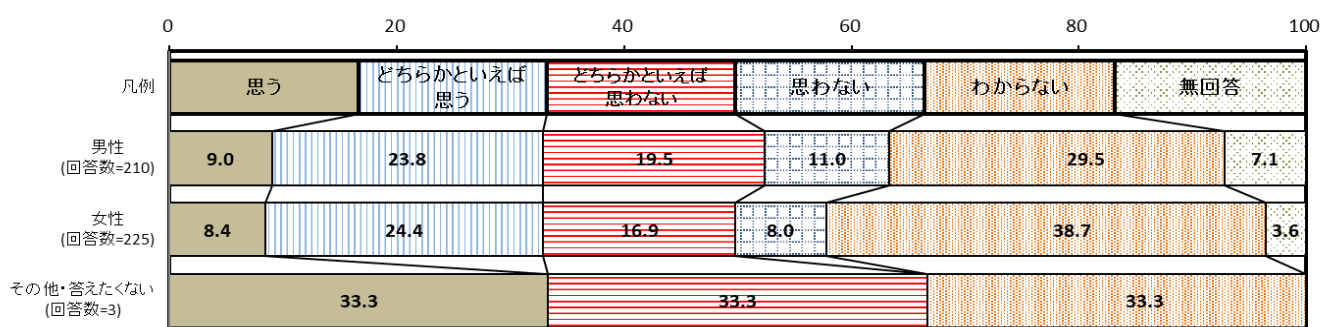 0 20 40 60 80 100
凡例 思う どちらかといえば思う どちらかといえば思わない 思わない わからない 無回答
男性
(回答数=210)
9.0 23.8 19.5 11.0 29.5 7.1
女性
(回答数=225)
8.4 24.4 16.9 8.0 38.7 3.6
その他・答えたくない
(回答数=3)
33.3 33.3 33.3